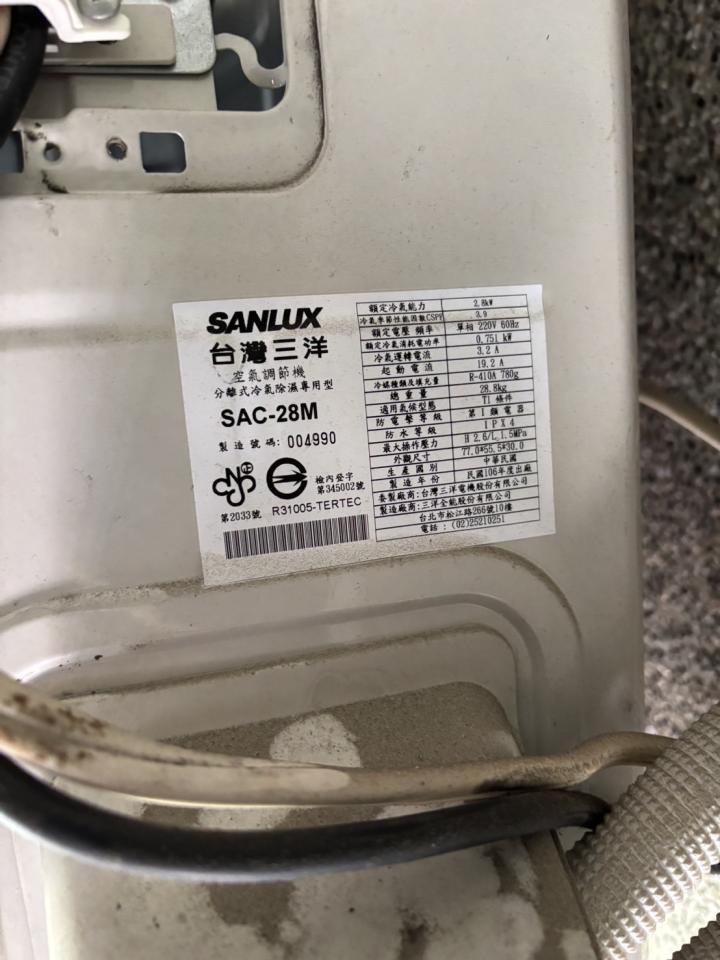 SANLUX
台灣三洋
空氣調節機
分離式冷氣除濕專用型
SAC-28M
製造號碼: 004990
檢內登字
第345002號
第2033號 R31005-TERTEC
額定冷氣能力 2.8kW
冷氣季節性能因數CSPF 3.9
額定電壓 頻率 單相 220V 60Hz
額定冷氣消耗電功率 0.751 kW
冷氣運轉電流 3.2 A
起動電流 19.2 A
冷媒種類及填充量 R-410A 780g
總重量 28.8kg
適用氣候型態 T1 條件
防電擊等級 第 I 類電器
防水等級 IPX4
最大操作壓力 H 2.6/L 1.5MPa
外觀尺寸 77.0*55.5*30.0
生產國別 中華民國
製造年份 民國106年度出廠
委製廠商:台灣三洋電機股份有限公司
製造廠商:三洋全能股份有限公司
台北市松江路266號10樓
電話:(02)25210251